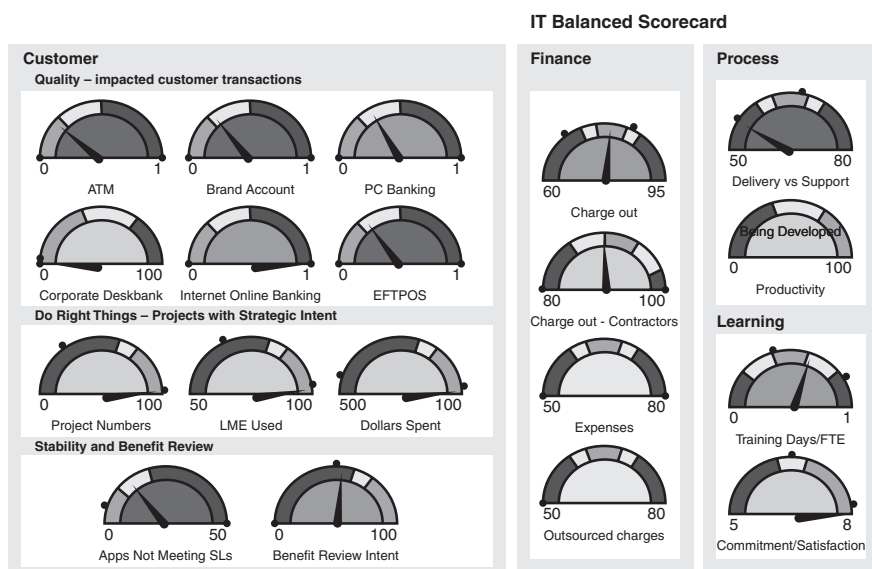 IT Balanced Scorecard
Customer
Quality – impacted customer transactions
0 1
ATM
0 1
Brand Account
0 1
PC Banking
0 100
Corporate Deskbank
0 1
Internet Online Banking
0 1
EFTPOS
Do Right Things – Projects with Strategic Intent
0 100
Project Numbers
50 100
LME Used
500 100
Dollars Spent
Stability and Benefit Review
0 50
Apps Not Meeting SLs
0 100
Benefit Review Intent
Finance
60 95
Charge out
80 100
Charge out - Contractors
50 80
Expenses
50 80
Outsourced charges
Process
50 80
Delivery vs Support
Being Developed
0 100
Productivity
Learning
0 1
Training Days/FTE
5 8
Commitment/Satisfaction